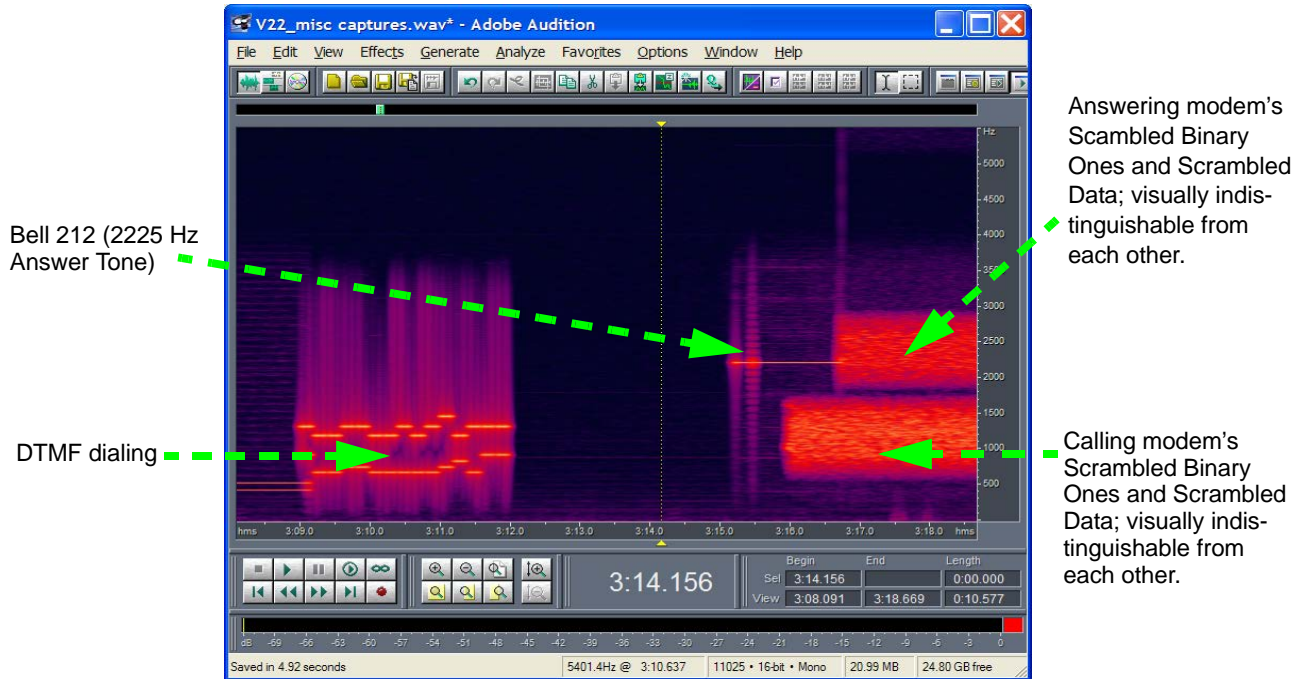 V22_misc captures.wav* - Adobe Audition
File Edit View Effects Generate Analyze Favorites Options Window Help
Bell 212 (2225 Hz
Answer Tone)
DTMF dialing
Answering modem's
Scambled Binary
Ones and Scrambled
Data; visually indis-
tinguishable from
each other.
Calling modem's
Scrambled Binary
Ones and Scrambled
Data; visually indis-
tinguishable from
each other.
Hz
5000
4500
4000
3500
3000
2500
2000
1500
1000
500
hms 3:09.0 3:10.0 3:11.0 3:12.0 3:13.0 3:14.0 3:15.0 3:16.0 3:17.0 3:18.0 hms
3:14.156
Begin End Length
Sel 3:14.156 0:00.000
View 3:08.091 3:18.669 0:10.577
dB -69 -66 -63 -60 -57 -54 -51 -48 -45 -42 -39 -36 -33 -30 -27 -24 -21 -18 -15 -12 -9 -6 -3 0
Saved in 4.92 seconds 5401.4Hz @ 3:10.637 11025 • 16-bit • Mono 20.99 MB 24.80 GB free